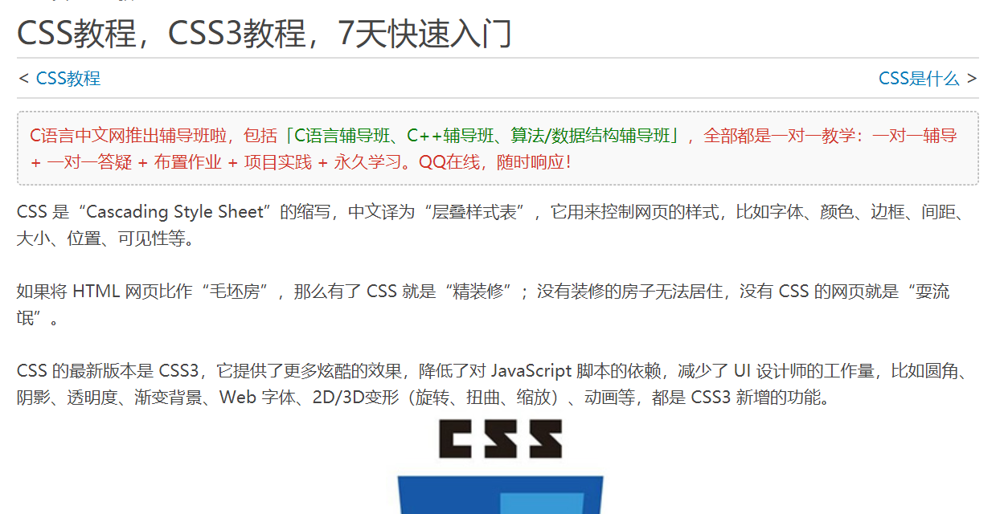 CSS教程，CSS3教程，7天快速入门
< CSS教程
CSS是什么 >
C语言中文网推出辅导班啦，包括「C语言辅导班、C++辅导班、算法/数据结构辅导班」，全部都是一对一教学：一对一辅导
+ 一对一答疑 + 布置作业 + 项目实践 + 永久学习。QQ在线，随时响应！
CSS 是“Cascading Style Sheet”的缩写，中文译为“层叠样式表”，它用来控制网页的样式，比如字体、颜色、边框、间距、
大小、位置、可见性等。
如果将 HTML 网页比作“毛坯房”，那么有了 CSS 就是“精装修”；没有装修的房子无法居住，没有 CSS 的网页就是“耍流
氓”。
CSS 的最新版本是 CSS3，它提供了更多炫酷的效果，降低了对 JavaScript 脚本的依赖，减少了 UI 设计师的工作量，比如圆角、
阴影、透明度、渐变背景、Web 字体、2D/3D变形（旋转、扭曲、缩放）、动画等，都是 CSS3 新增的功能。
CSS